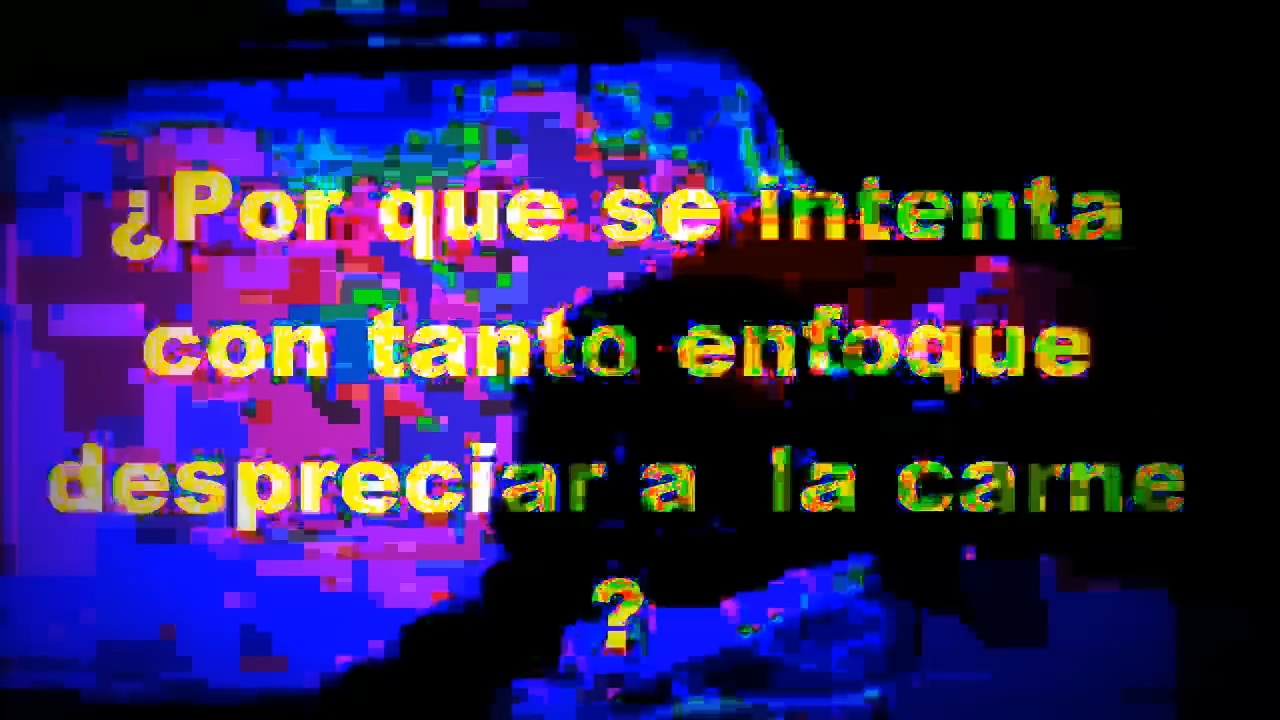 ¿Por que se intenta
con tanto enfoque
despreciar a la carne
?